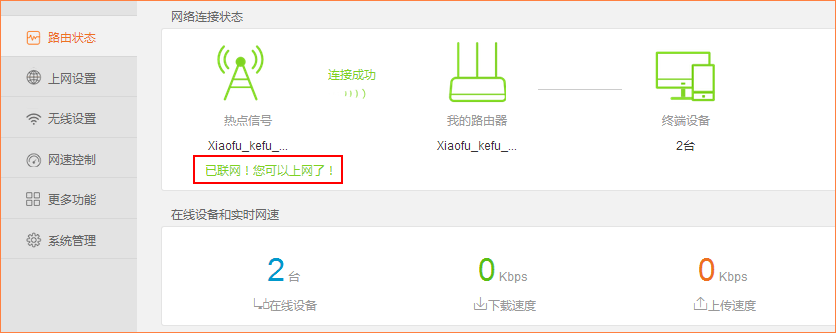 路由状态
上网设置
无线设置
网速控制
更多功能
系统管理
网络连接状态
连接成功
热点信号
我的路由器
终端设备
Xiaofu_kefu_...
Xiaofu_kefu_...
2台
已联网！您可以上网了！
在线设备和实时网速
2 台
0 Kbps
0 Kbps
在线设备
下载速度
上传速度